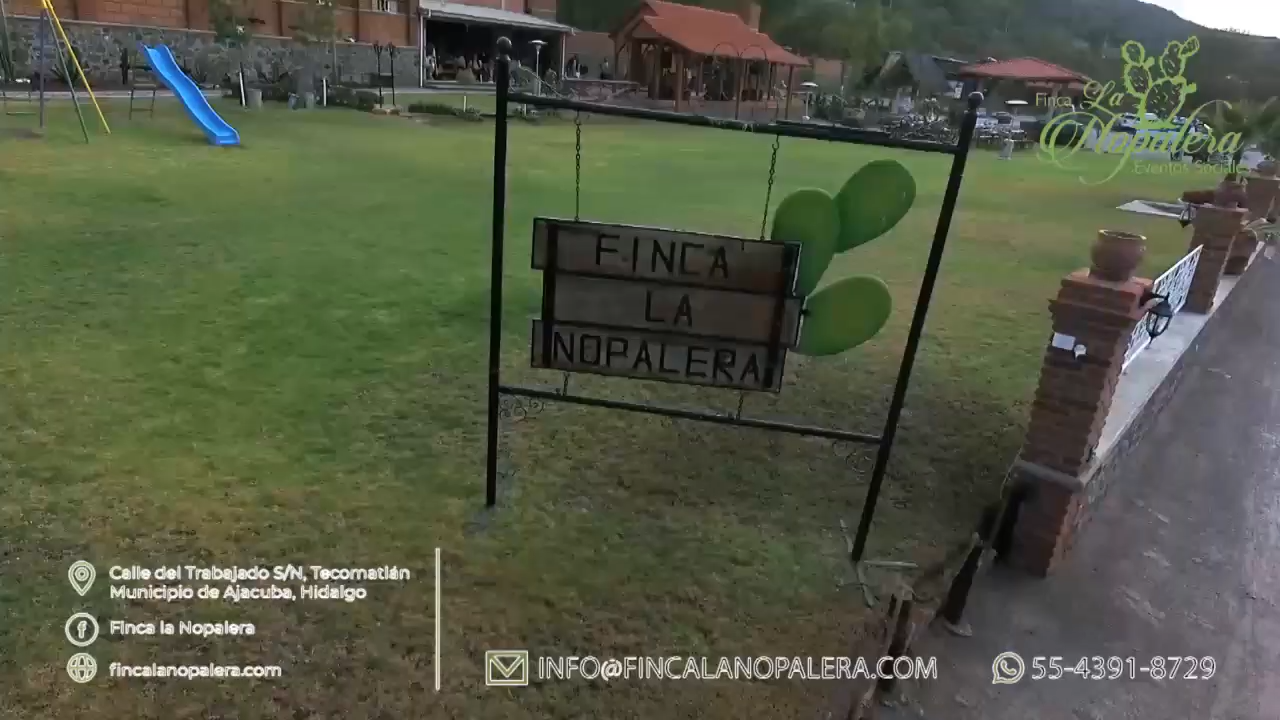 Finca
La
Nopalera
Eventos Sociales
FINCA
LA
NOPALERA
Calle del Trabajado S/N, Tecomatlán
Municipio de Ajacuba, Hidalgo
Finca la Nopalera
fincalanopalera.com
INFO@FINCALANOPALERA.COM
55-4391-8729